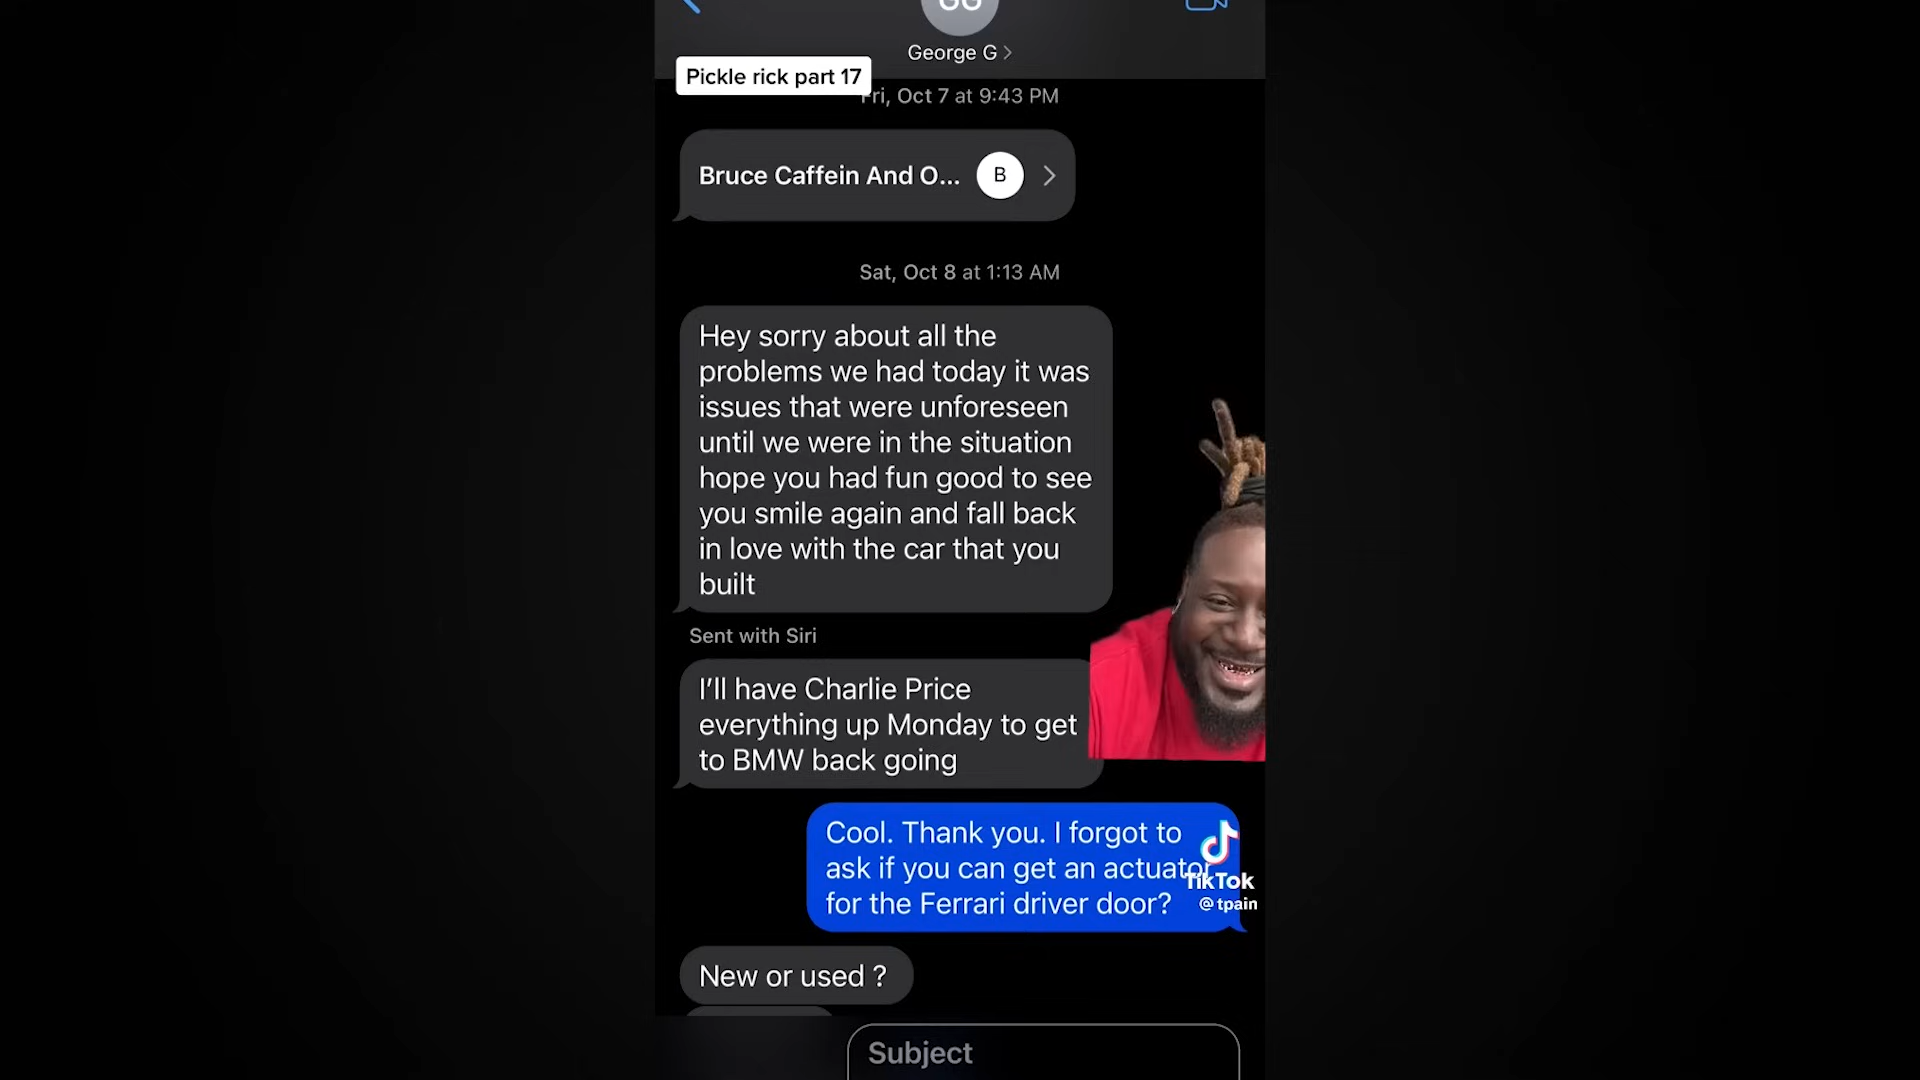 GG
George G
Pickle rick part 17
Fri, Oct 7 at 9:43 PM
Bruce Caffein And O...
B
Sat, Oct 8 at 1:13 AM
Hey sorry about all the
problems we had today it was
issues that were unforeseen
until we were in the situation
hope you had fun good to see
you smile again and fall back
in love with the car that you
built
Sent with Siri
I’ll have Charlie Price
everything up Monday to get
to BMW back going
Cool. Thank you. I forgot to
ask if you can get an actuator
for the Ferrari driver door?
TikTok
@tpain
New or used ?
Subject